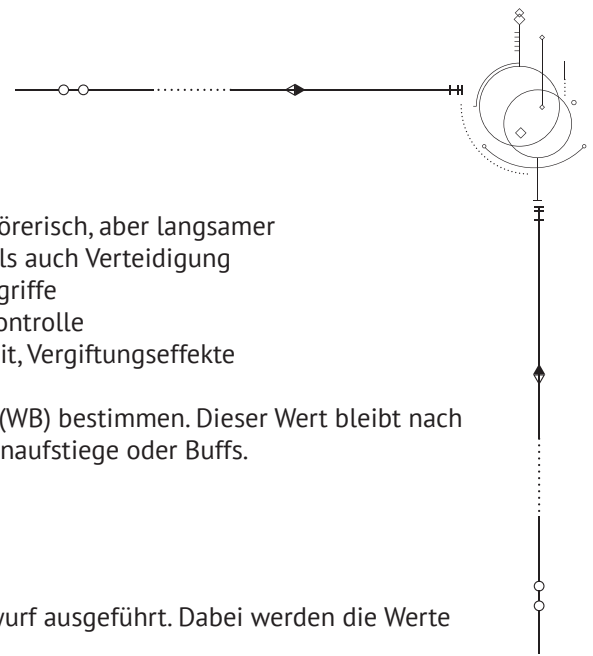 örerisch, aber langsamer
ls auch Verteidigung
griffe
ontrolle
it, Vergiftungseffekte
(WB) bestimmen. Dieser Wert bleibt nach
naufstiege oder Buffs.
wurf ausgeführt. Dabei werden die Werte